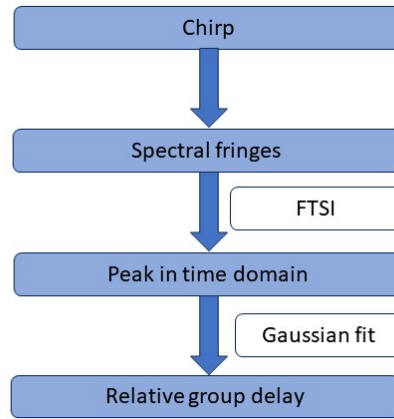 Chirp
Spectral fringes
FTSI
Peak in time domain
Gaussian fit
Relative group delay